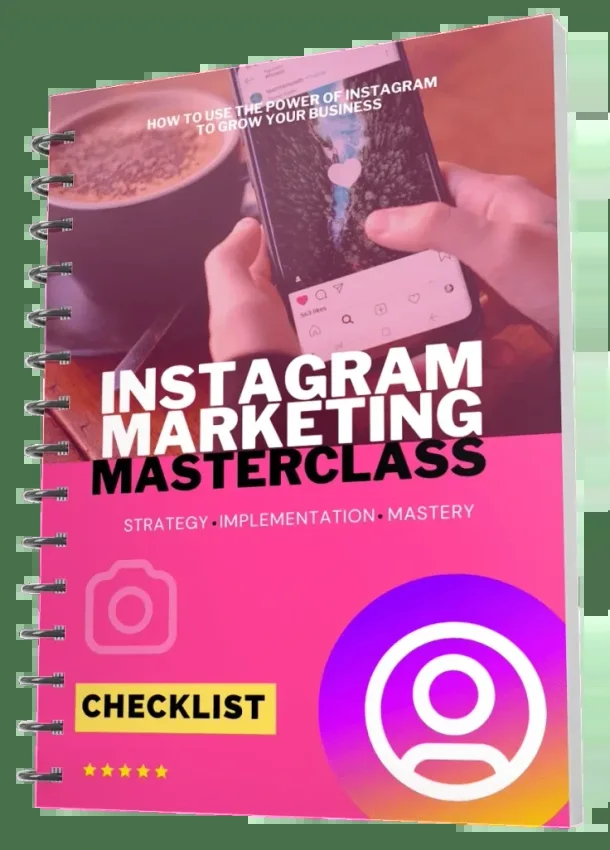 HOW TO USE THE POWER OF INSTAGRAM
TO GROW YOUR BUSINESS
INSTAGRAM
MARKETING
MASTERCLASS
STRATEGY•IMPLEMENTATION•MASTERY
CHECKLIST